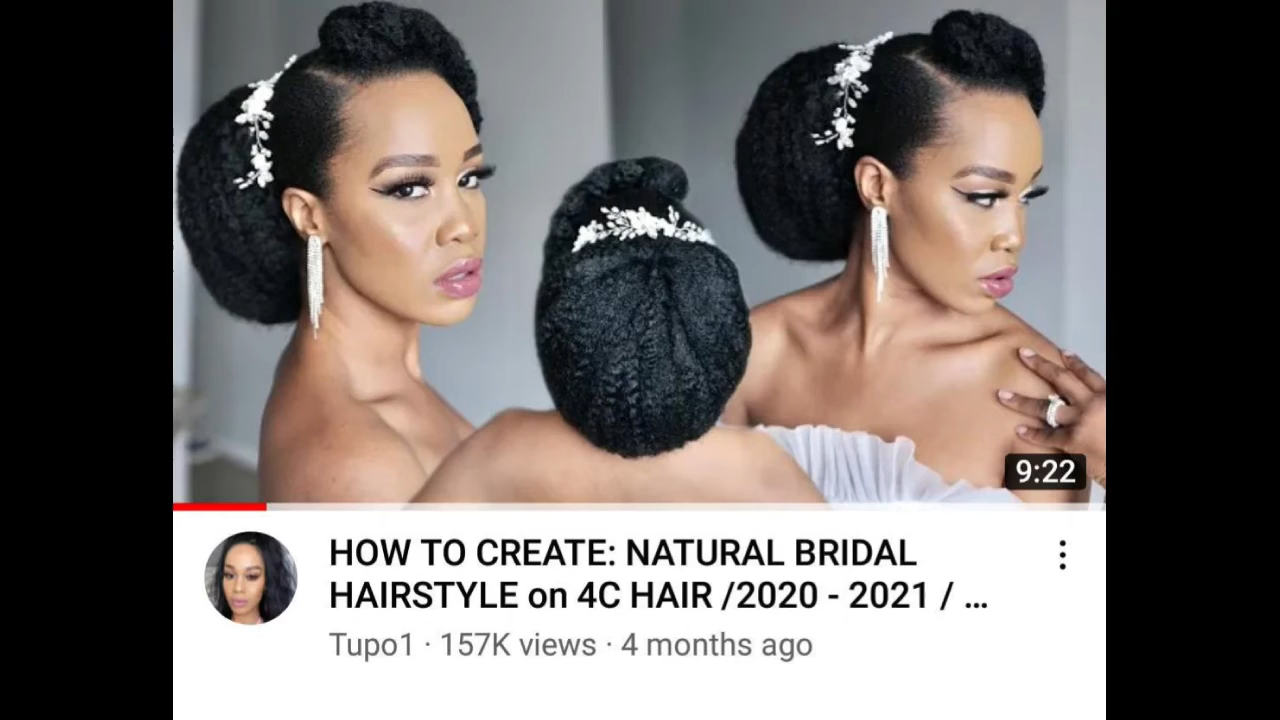 9:22
HOW TO CREATE: NATURAL BRIDAL
HAIRSTYLE on 4C HAIR /2020 - 2021 / ...
Tupo1 · 157K views · 4 months ago